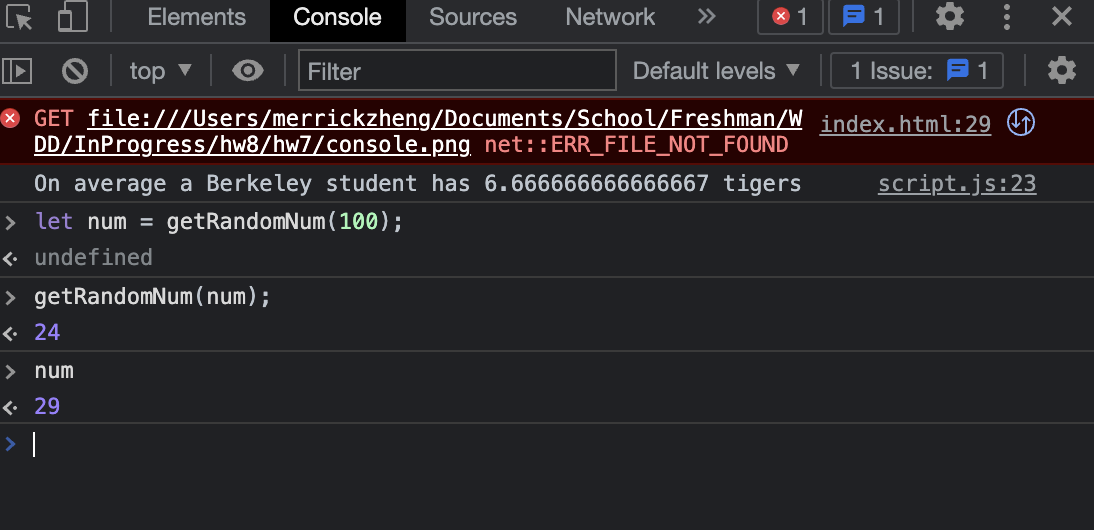 Elements Console Sources Network » 1 1
top ▼ Filter Default levels ▼ 1 Issue: 1
GET file:///Users/merrickzheng/Documents/School/Freshman/W index.html:29
DD/InProgress/hw8/hw7/console.png net::ERR_FILE_NOT_FOUND
On average a Berkeley student has 6.666666666666667 tigers script.js:23
> let num = getRandomNum(100);
undefined
> getRandomNum(num);
24
> num
29
>